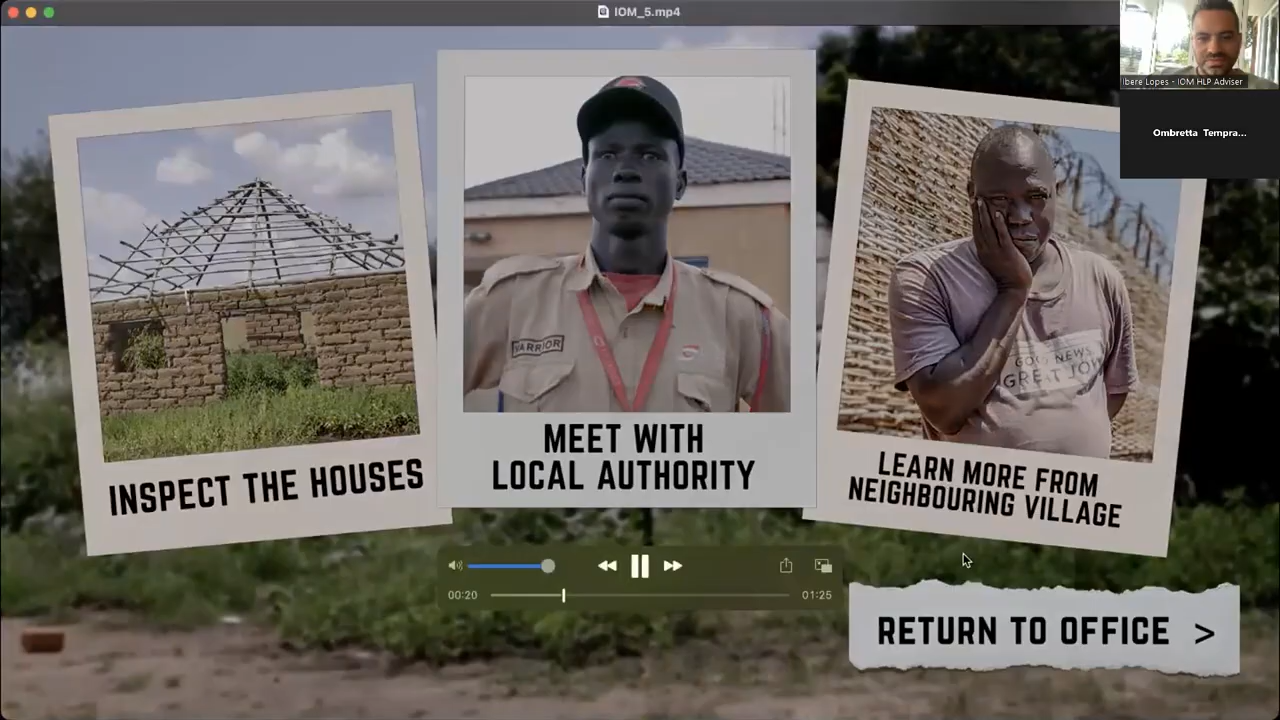 IOM_5.mp4
Ibere Lopes - IOM HLP Adviser
Ombretta Tempra...
WARRIOR
GOOD NEWS
GREAT JOY
INSPECT THE HOUSES
MEET WITH
LOCAL AUTHORITY
LEARN MORE FROM
NEIGHBOURING VILLAGE
00:20
01:25
RETURN TO OFFICE >